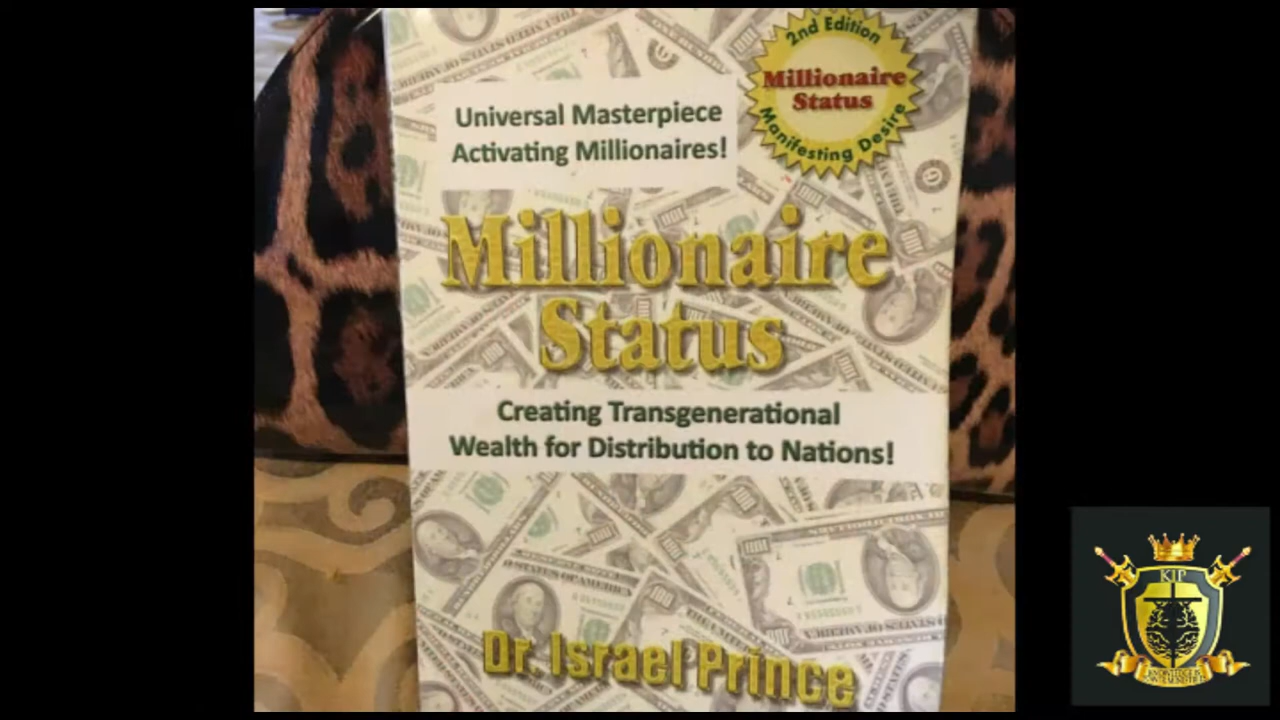 2nd Edition
Millionaire
Status
Manifesting Desire
Universal Masterpiece
Activating Millionaires!
Millionaire
Status
Creating Transgenerational
Wealth for Distribution to Nations!
Dr. Israel Prince
KIP